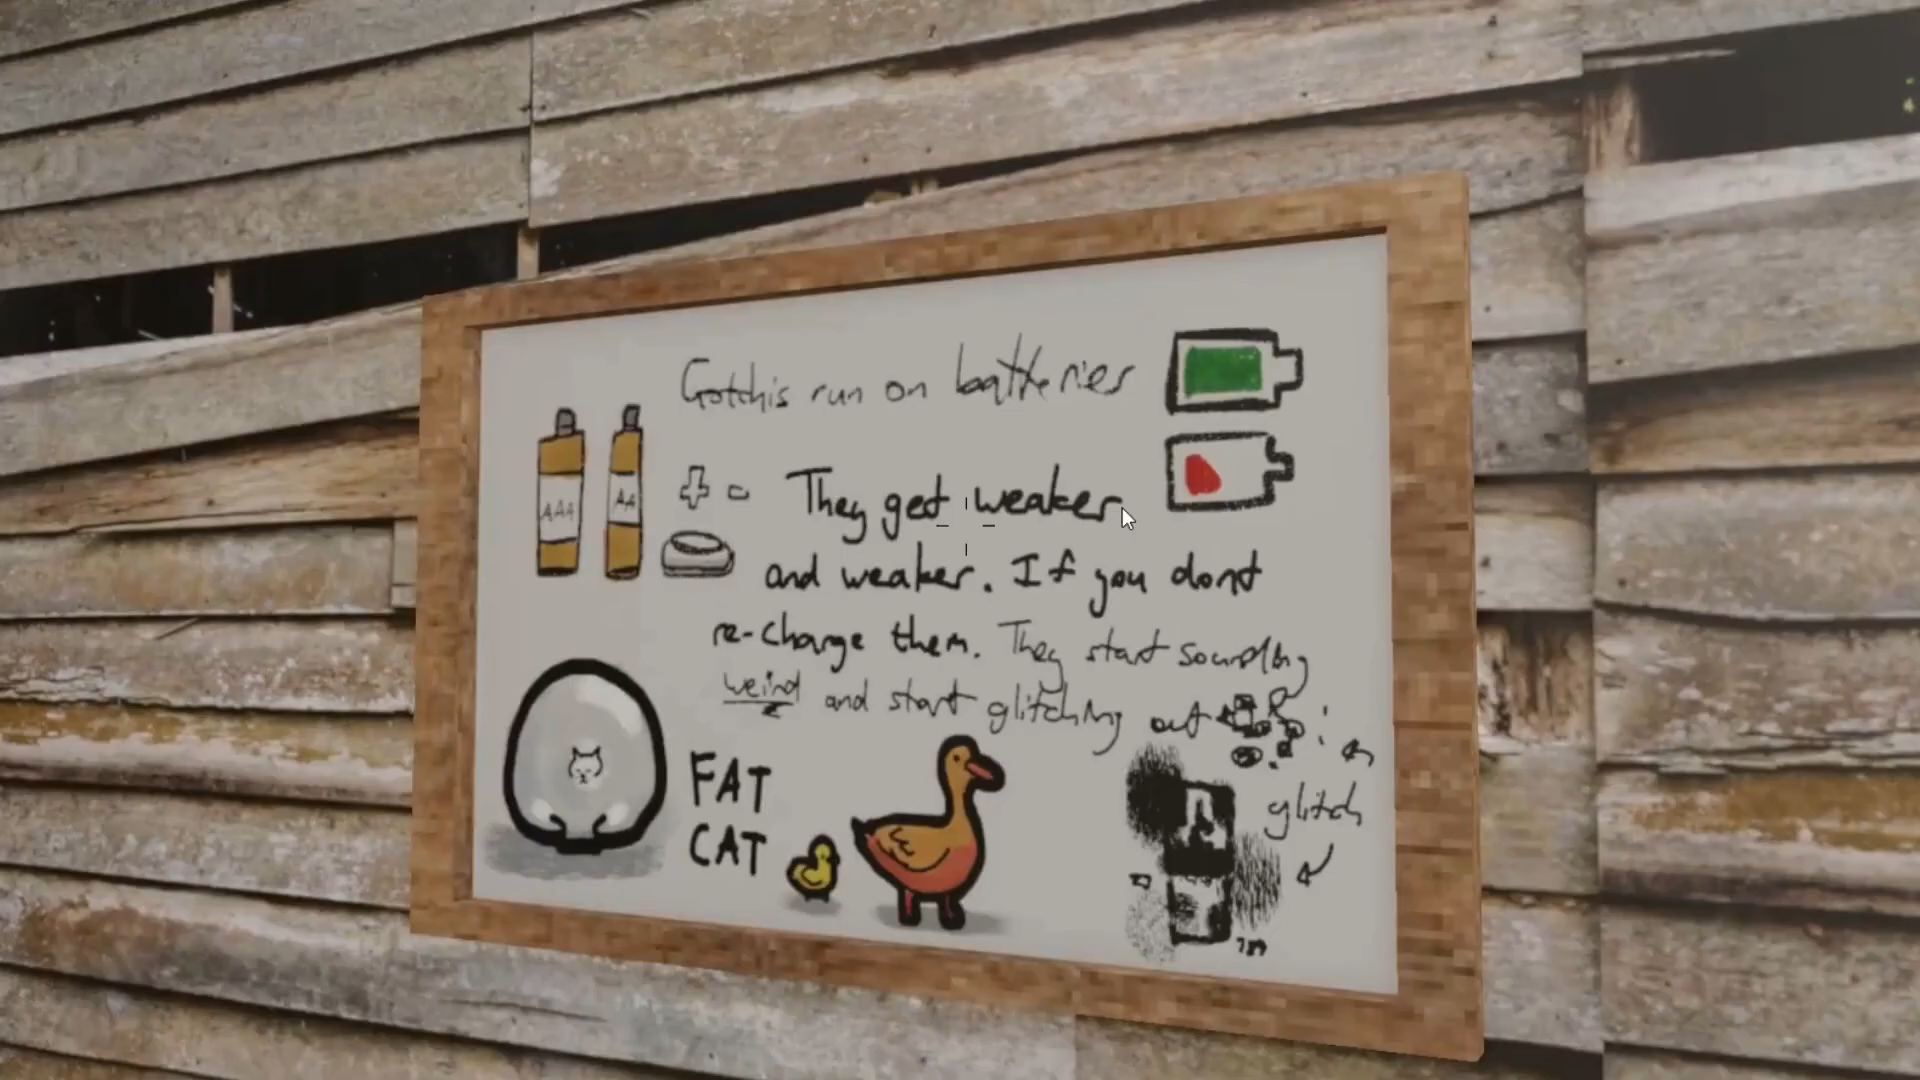 Gotchis run on batteries
AAA
AA
They get weaker
and weaker. If you dont
re-charge them. They start sounding
weird and start glitching out
glitch
FAT
CAT